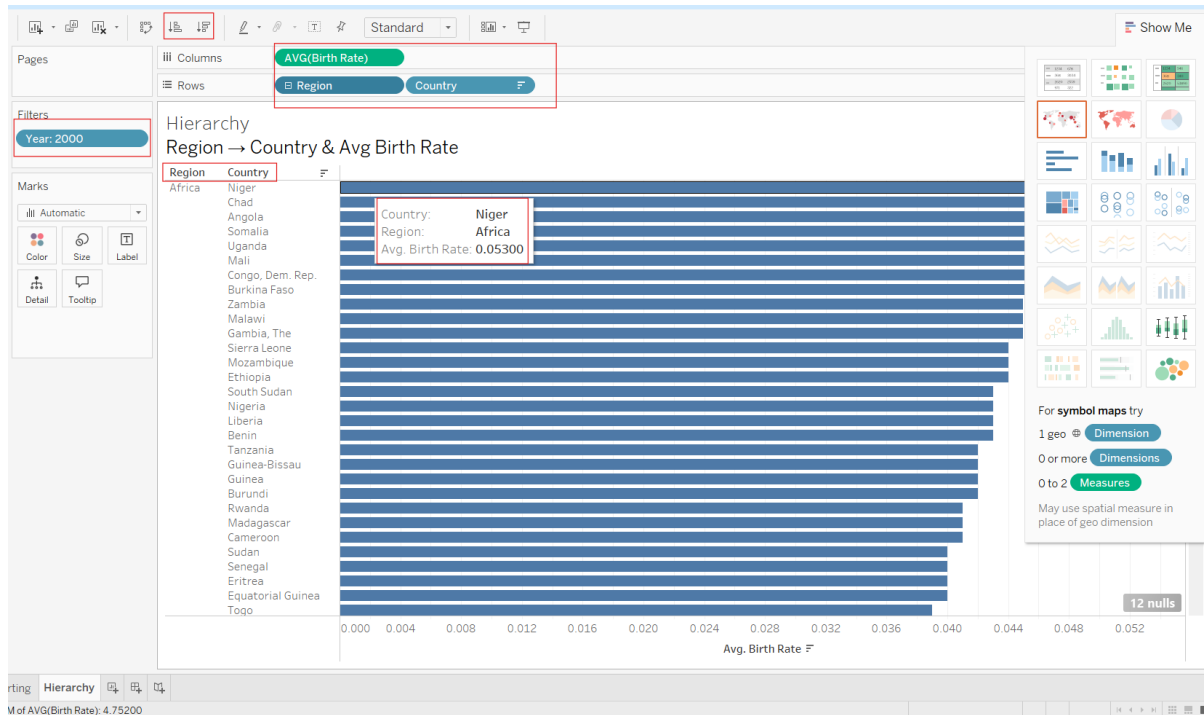 Standard
Show Me
Pages
iii Columns
AVG(Birth Rate)
Rows
Region
Country
Filters
Year: 2000
Marks
Automatic
Color
Size
Label
Detail
Tooltip
Hierarchy
Region → Country & Avg Birth Rate
Region Country
Africa Niger
Chad
Angola
Somalia
Uganda
Mali
Congo, Dem. Rep.
Burkina Faso
Zambia
Malawi
Gambia, The
Sierra Leone
Mozambique
Ethiopia
South Sudan
Nigeria
Liberia
Benin
Tanzania
Guinea-Bissau
Guinea
Burundi
Rwanda
Madagascar
Cameroon
Sudan
Senegal
Eritrea
Equatorial Guinea
Togo
Country: Niger
Region: Africa
Avg. Birth Rate: 0.05300
0.000 0.004 0.008 0.012 0.016 0.020 0.024 0.028 0.032 0.036 0.040 0.044 0.048 0.052
Avg. Birth Rate
12 nulls
For symbol maps try
1 geo Dimension
0 or more Dimensions
0 to 2 Measures
May use spatial measure in
place of geo dimension
rting Hierarchy
M of AVG(Birth Rate): 4.75200